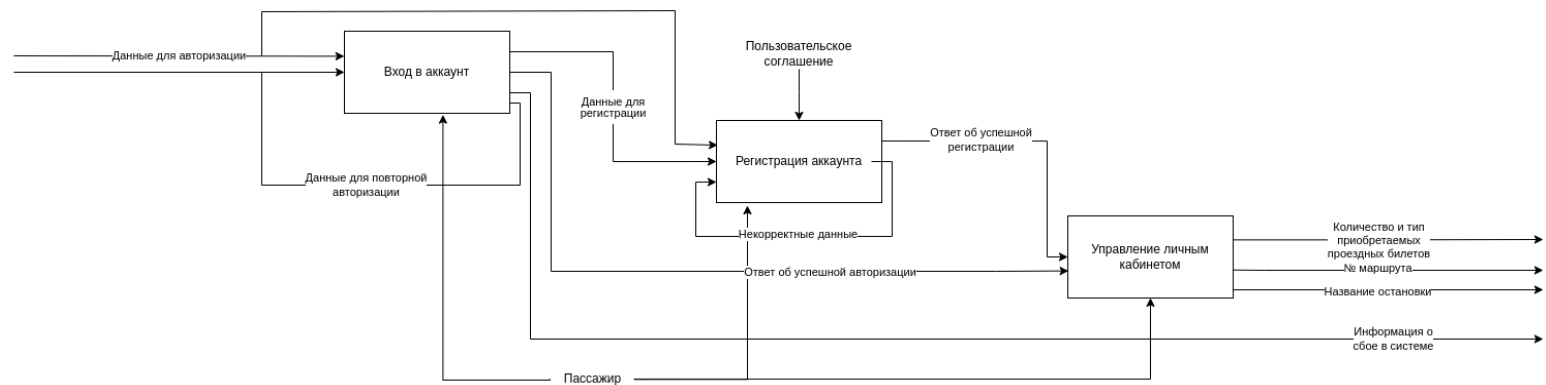 Данные для авторизации
Вход в аккаунт
Пользовательское
соглашение
Данные для
регистрации
Ответ об успешной
регистрации
Регистрация аккаунта
Данные для повторной
авторизации
Некорректные данные
Управление личным
кабинетом
Количество и тип
приобретаемых
проездных билетов
№ маршрута
Ответ об успешной авторизации
Название остановки
Информация о
сбое в системе
Пассажир